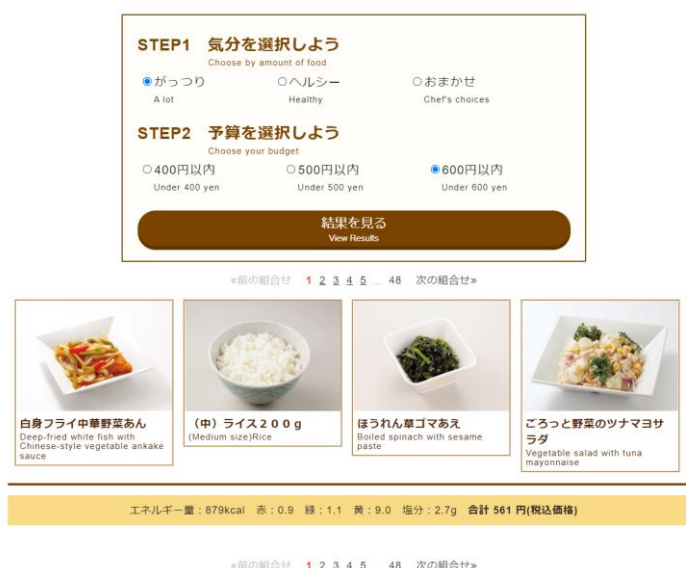 STEP1 気分を選択しよう
Choose by amount of food
がっつり ヘルシー おまかせ
A lot Healthy Chef's choices
STEP2 予算を選択しよう
Choose your budget
400円以内 500円以内 600円以内
Under 400 yen Under 500 yen Under 600 yen
結果を見る
View Results
«前の組合せ 1 2 3 4 5 ... 48 次の組合せ»
白身フライ中華野菜あん
Deep-fried white fish with
Chinese-style vegetable ankake
sauce
（中）ライス２００ｇ
(Medium size)Rice
ほうれん草ゴマあえ
Boiled spinach with sesame
paste
ごろっと野菜のツナマヨサ
ラダ
Vegetable salad with tuna
mayonnaise
エネルギー量：879kcal 赤：0.9 緑：1.1 黄：9.0 塩分：2.7g 合計 561 円(税込価格)
«前の組合せ 1 2 3 4 5 ... 48 次の組合せ»